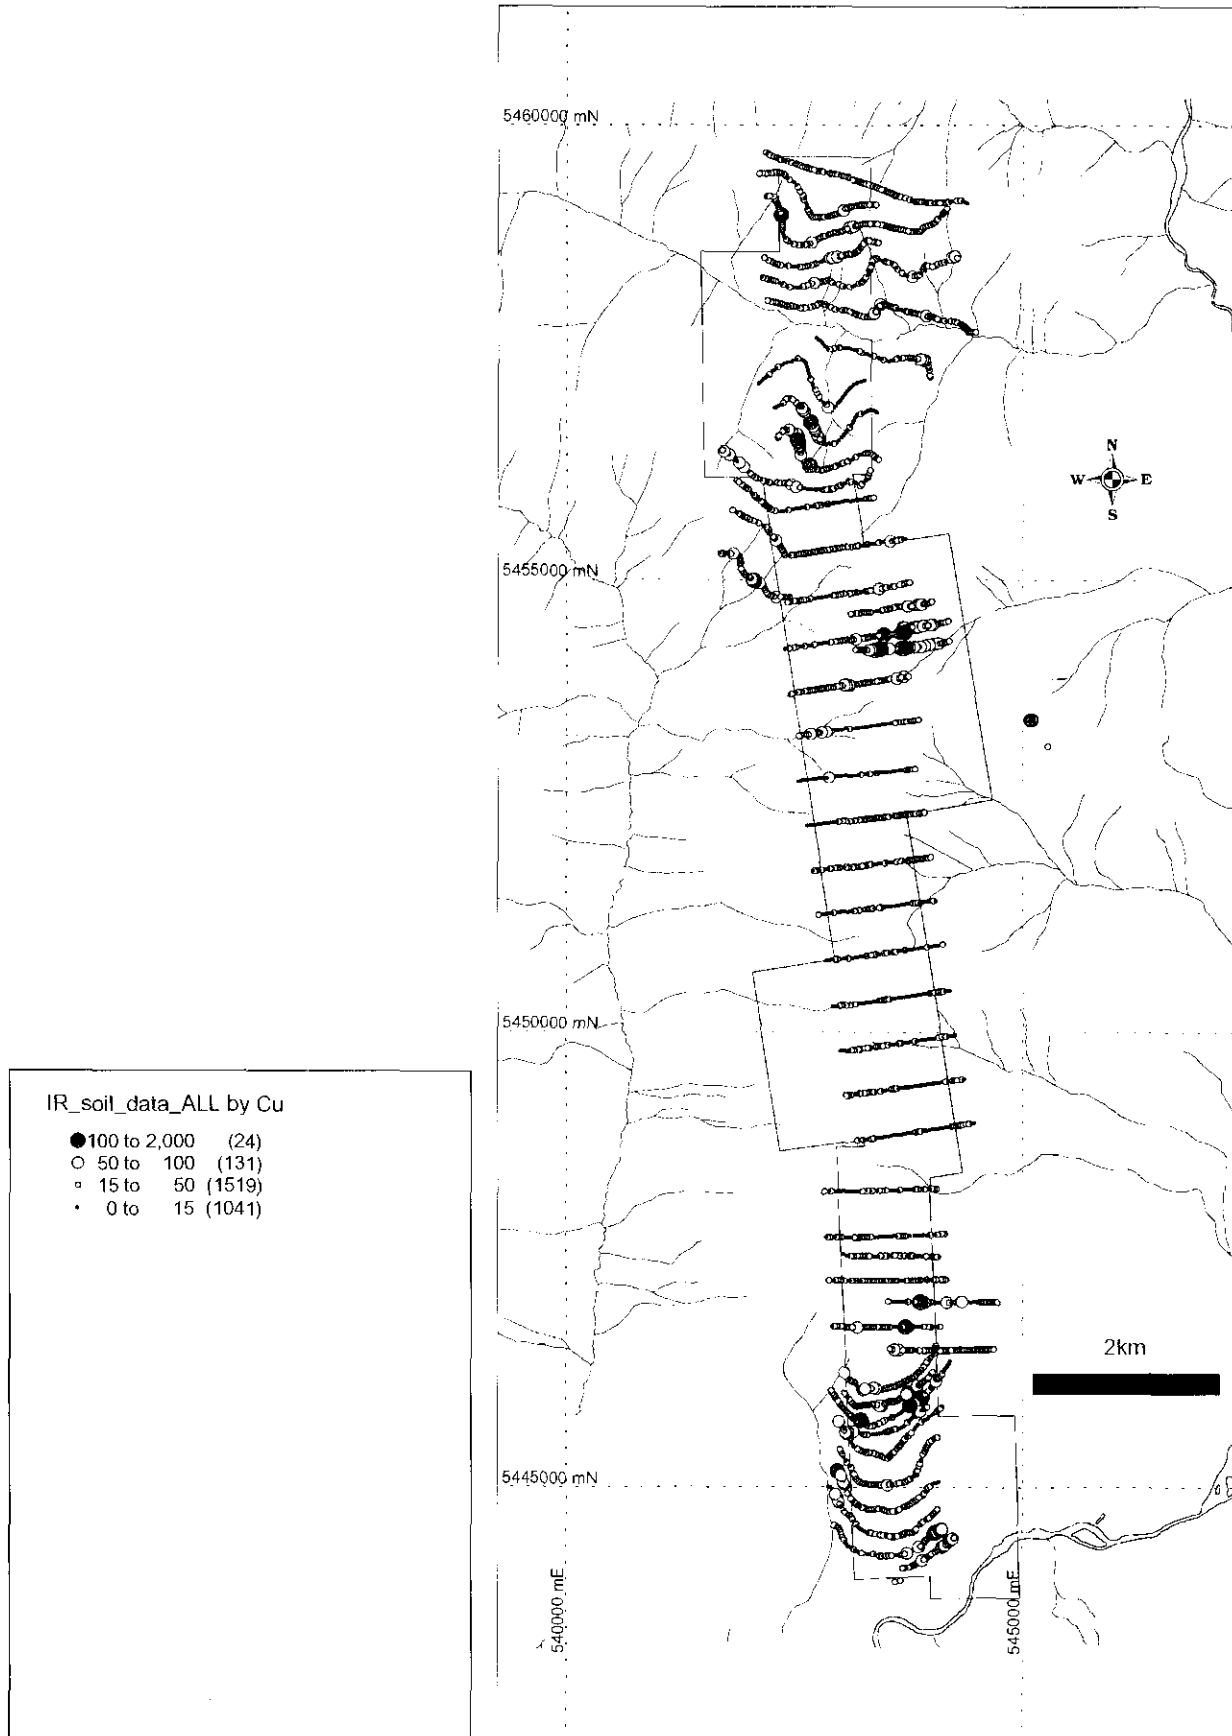 5460000 mN
N
W E
S
5455000 mN
5450000 mN
IR_soil_data_ALL by Cu
100 to 2,000 (24)
50 to 100 (131)
15 to 50 (1519)
0 to 15 (1041)
2km
5445000 mN
540000 mE
545000 mE